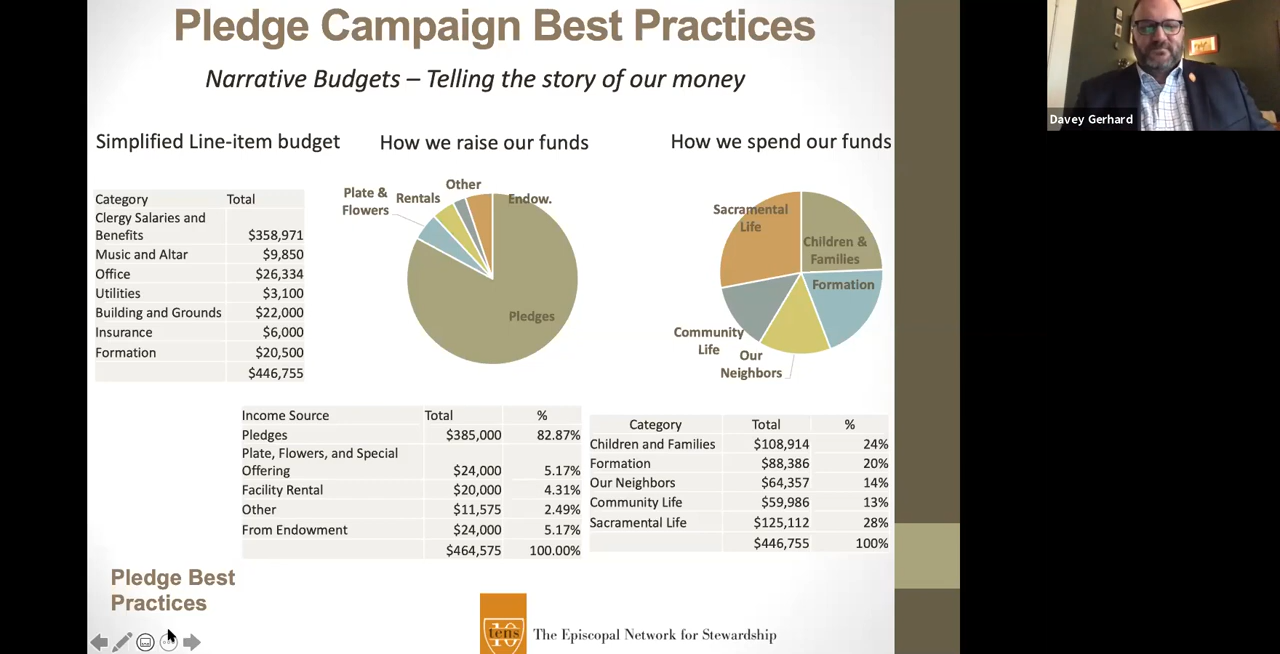 Pledge Campaign Best Practices
Narrative Budgets – Telling the story of our money
Davey Gerhard
Simplified Line-item budget
How we raise our funds
How we spend our funds
Category Total
Clergy Salaries and
Benefits $358,971
Music and Altar $9,850
Office $26,334
Utilities $3,100
Building and Grounds $22,000
Insurance $6,000
Formation $20,500
$446,755
Plate &
Flowers
Rentals
Other
Endow.
Pledges
Sacramental
Life
Children &
Families
Formation
Community
Life
Our
Neighbors
Income Source Total %
Pledges $385,000 82.87%
Plate, Flowers, and Special
Offering $24,000 5.17%
Facility Rental $20,000 4.31%
Other $11,575 2.49%
From Endowment $24,000 5.17%
$464,575 100.00%
Category Total %
Children and Families $108,914 24%
Formation $88,386 20%
Our Neighbors $64,357 14%
Community Life $59,986 13%
Sacramental Life $125,112 28%
$446,755 100%
Pledge Best
Practices
tens
The Episcopal Network for Stewardship